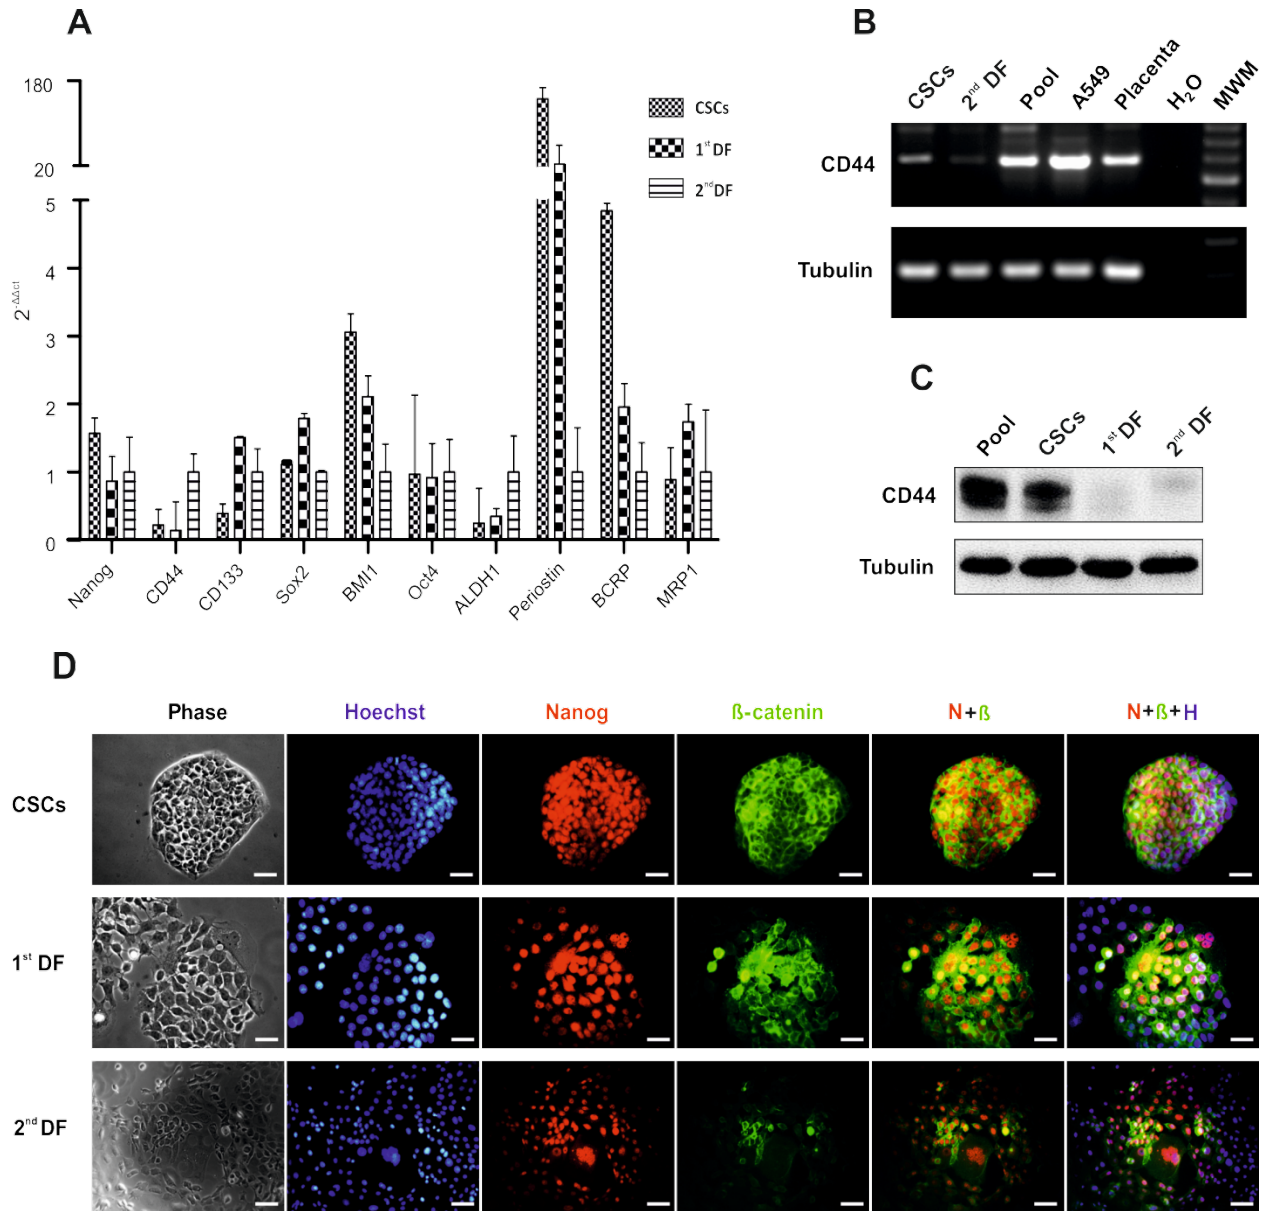 A
180
20
5
4
3
2
1
0
2^-ΔΔct
CSCs
1st DF
2nd DF
Nanog
CD44
CD133
Sox2
BMI1
Oct4
ALDH1
Periostin
BCRP
MRP1
B
CSCs
2nd DF
Pool
A549
Placenta
H2O
MWM
CD44
Tubulin
C
Pool
CSCs
1st DF
2nd DF
CD44
Tubulin
D
Phase Hoechst Nanog ß-catenin N+ß N+ß+H
CSCs
1st DF
2nd DF